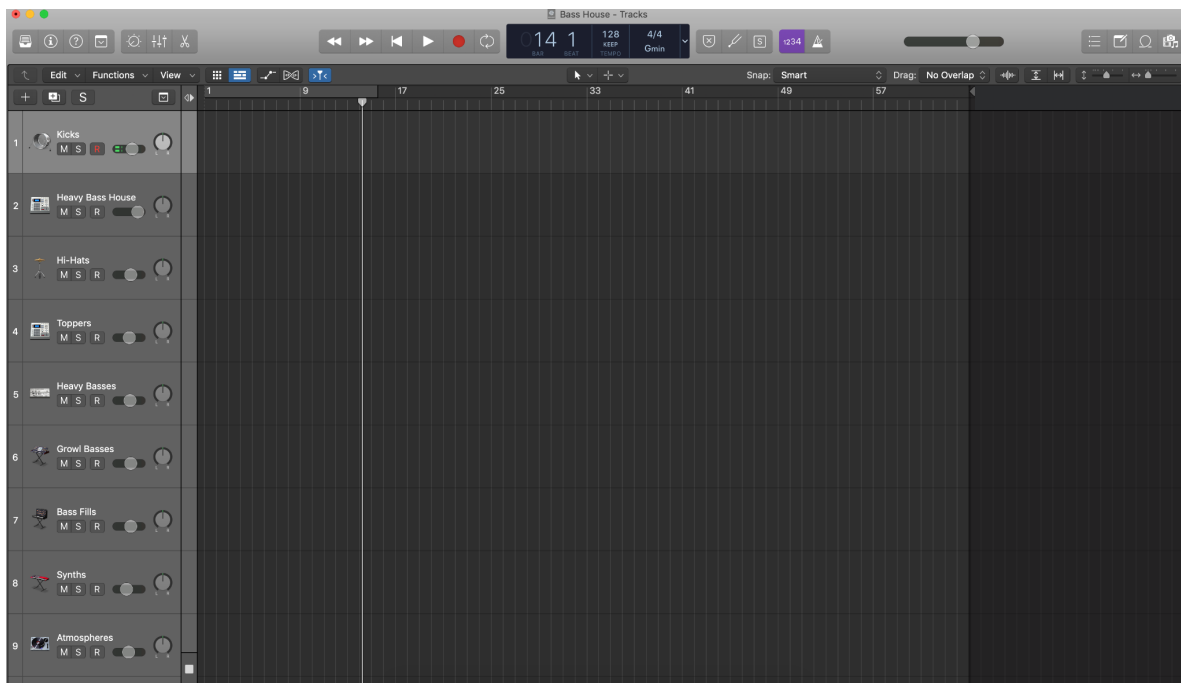 Bass House - Tracks
014 1 128 4/4
KEEP Gmin
BAR BEAT TEMPO
S 1234
Edit Functions View Snap: Smart Drag: No Overlap
S
1 9 17 25 33 41 49 57
1 Kicks
M S R
2 Heavy Bass House
M S R
3 Hi-Hats
M S R
4 Toppers
M S R
5 Heavy Basses
M S R
6 Growl Basses
M S R
7 Bass Fills
M S R
8 Synths
M S R
9 Atmospheres
M S R